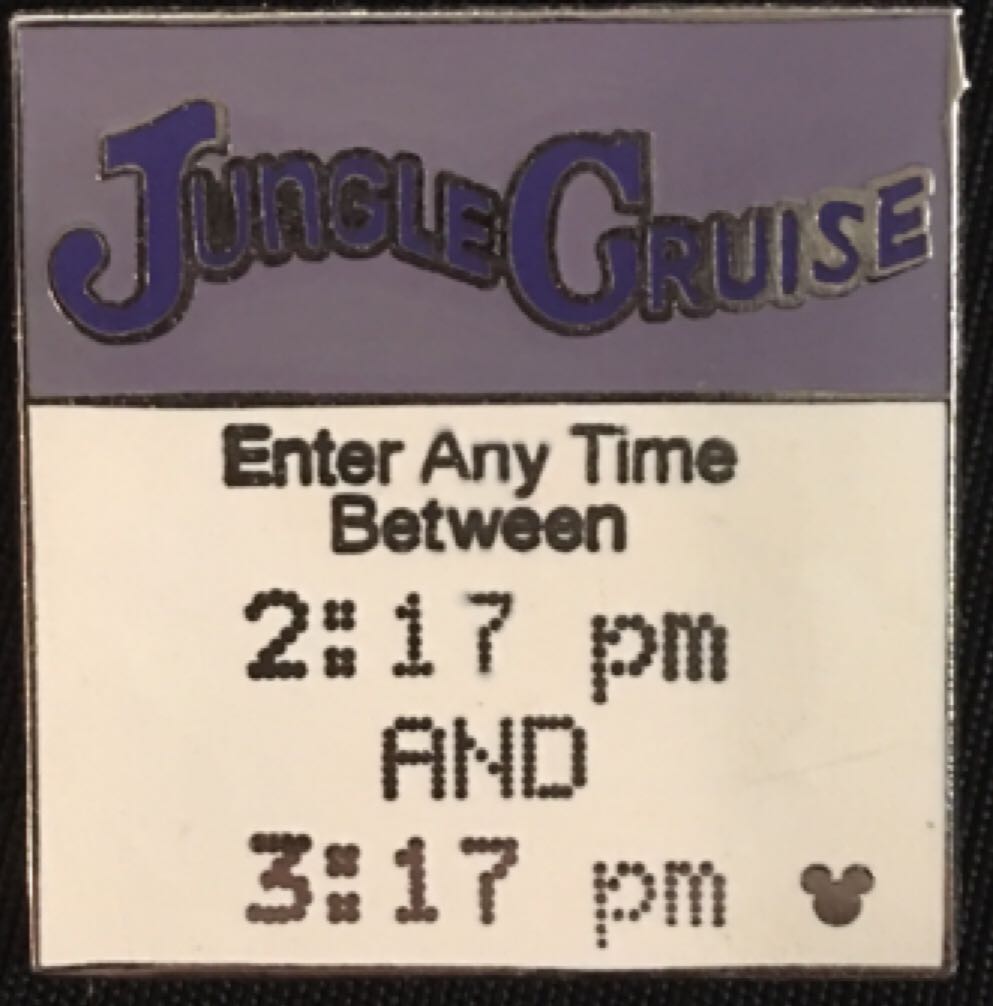 Jungle Cruise
Enter Any Time
Between
2:17 pm
AND
3:17 pm